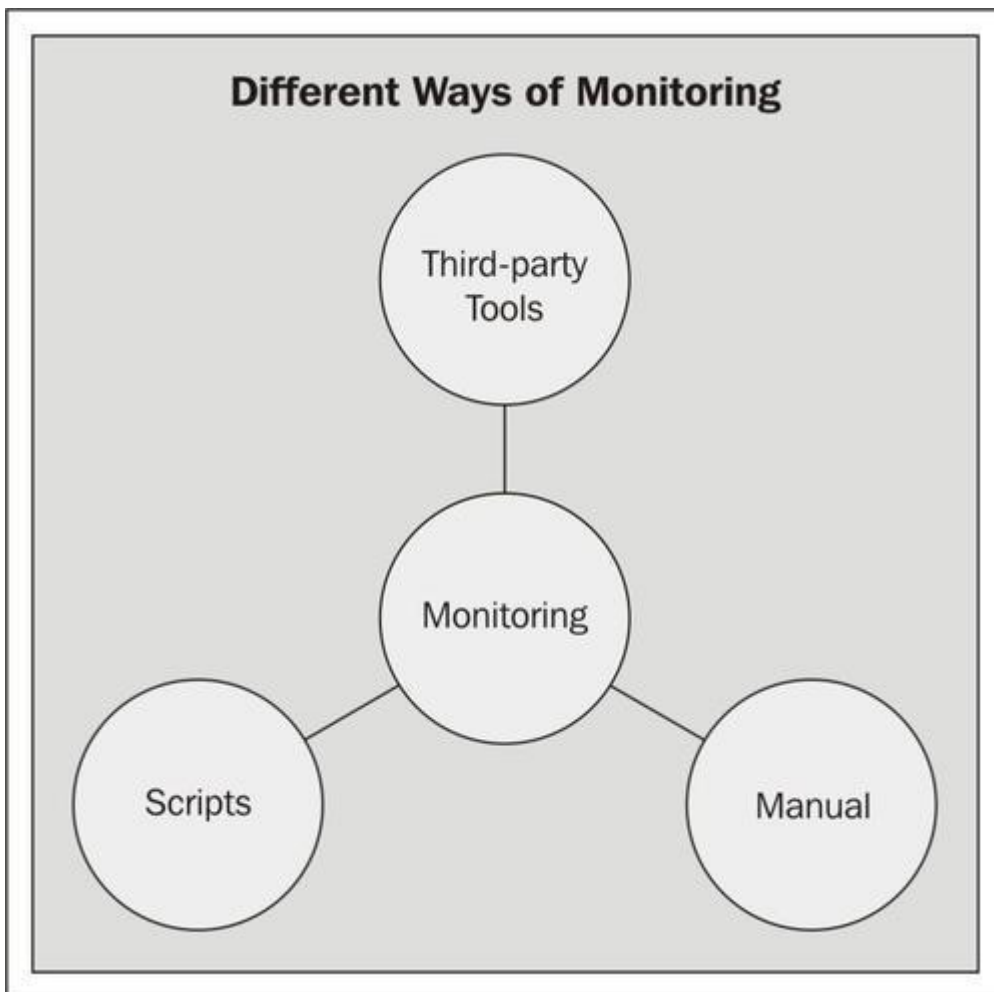 Different Ways of Monitoring
Third-party
Tools
Monitoring
Scripts
Manual